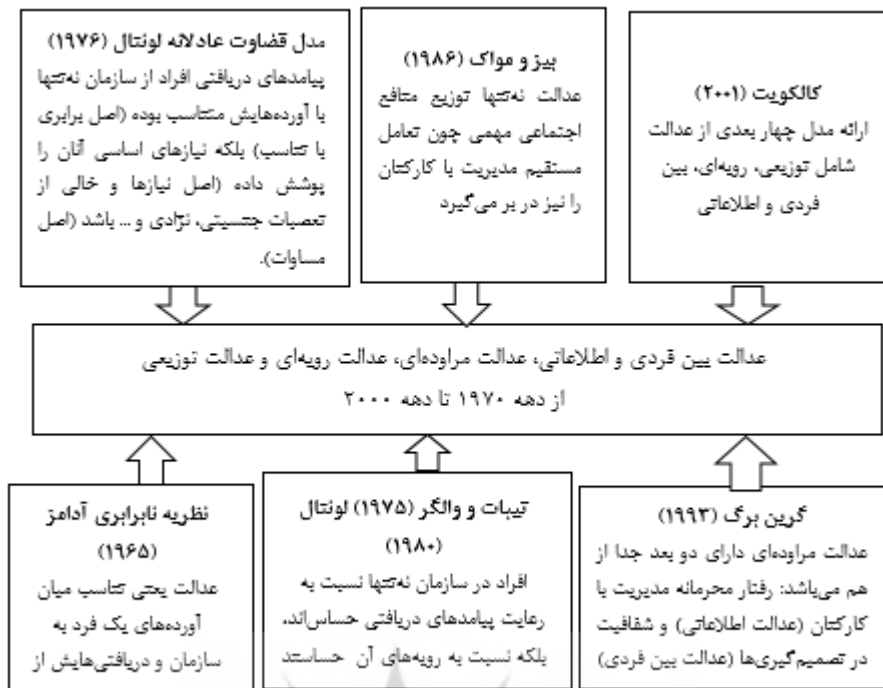 مدل قضاوت عادلانه لونتال (۱۹۷۶)
پیامدهای دریافتی افراد از سازمان نه‌تنها
با آورده‌هایش متناسب بوده (اصل برابری
یا تناسب) بلکه نیازهای اساسی آنان را
پوشش داده (اصل نیازها و خالی از
تعصبات جنسیتی، نژادی و ... باشد (اصل
مساوات).
بیز و مواک (۱۹۸۶)
عدالت نه‌تنها توزیع منافع
اجتماعی مهمی چون تعامل
مستقیم مدیریت با کارکنان
را نیز در بر می‌گیرد
کالکویت (۲۰۰۱)
ارائه مدل چهار بعدی از عدالت
شامل توزیعی، رویه‌ای، بین
فردی و اطلاعاتی
عدالت بین فردی و اطلاعاتی، عدالت مراوده‌ای، عدالت رویه‌ای و عدالت توزیعی
از دهه ۱۹۷۰ تا دهه ۲۰۰۰
نظریه نابرابری آدامز
(۱۹۶۵)
عدالت یعنی تناسب میان
آورده‌های یک فرد به
سازمان و دریافتی‌هایش از
تیبات و والگر (۱۹۷۵) لونتال
(۱۹۸۰)
افراد در سازمان نه‌تنها نسبت به
رعایت پیامدهای دریافتی حساس‌اند،
بلکه نسبت به رویه‌های آن حساستد
گرین برگ (۱۹۹۳)
عدالت مراوده‌ای دارای دو بعد جدا از
هم می‌باشد: رفتار محرمانه مدیریت با
کارکنان (عدالت اطلاعاتی) و شفافیت
در تصمیم‌گیری‌ها (عدالت بین فردی)